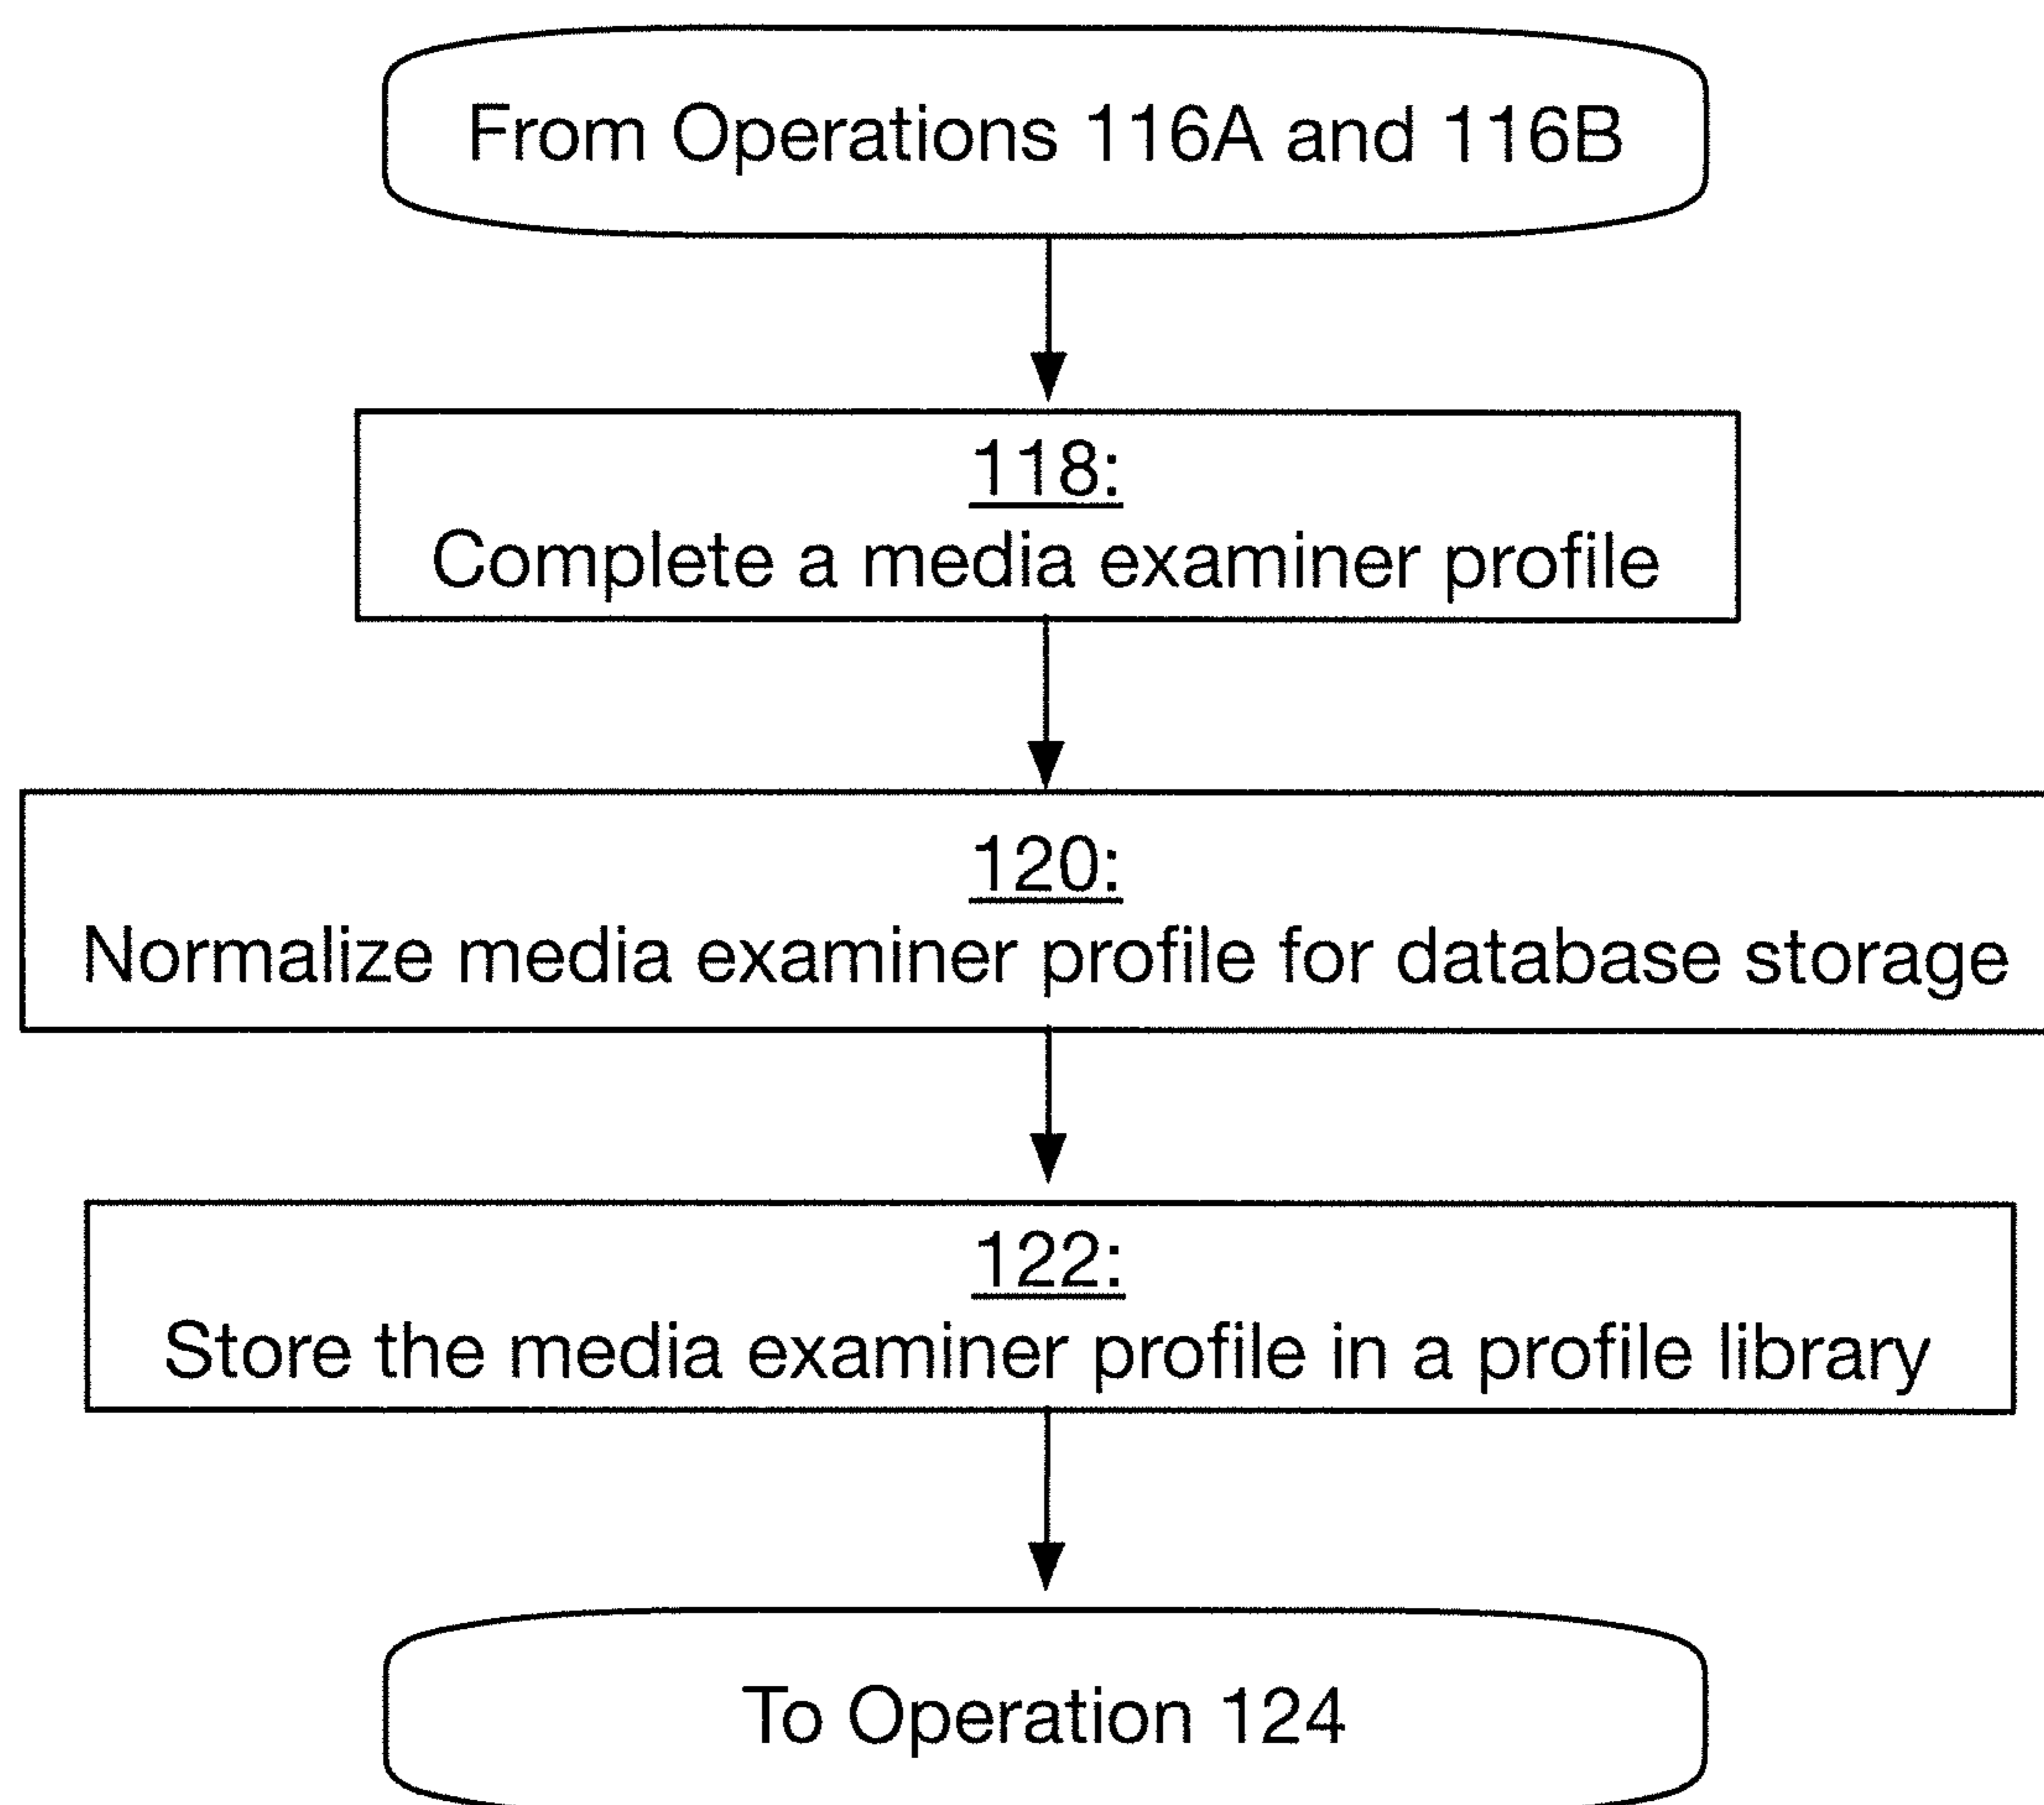 From Operations 116A and 116B
118:
Complete a media examiner profile
120:
Normalize media examiner profile for database storage
122:
Store the media examiner profile in a profile library
To Operation 124